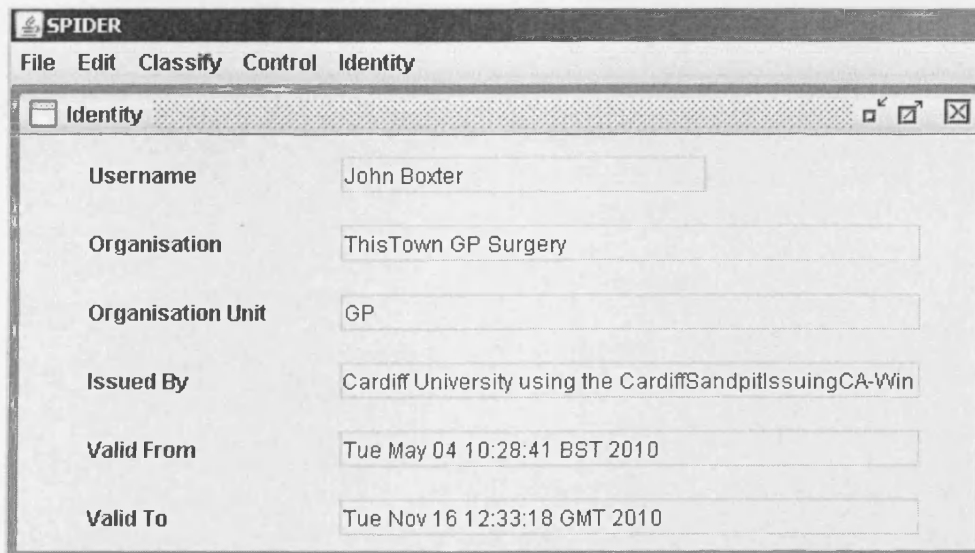 SPIDER
File Edit Classify Control Identity
Identity
Username John Boxter
Organisation ThisTown GP Surgery
Organisation Unit GP
Issued By Cardiff University using the CardiffSandpitIssuingCA-Win
Valid From Tue May 04 10:28:41 BST 2010
Valid To Tue Nov 16 12:33:18 GMT 2010